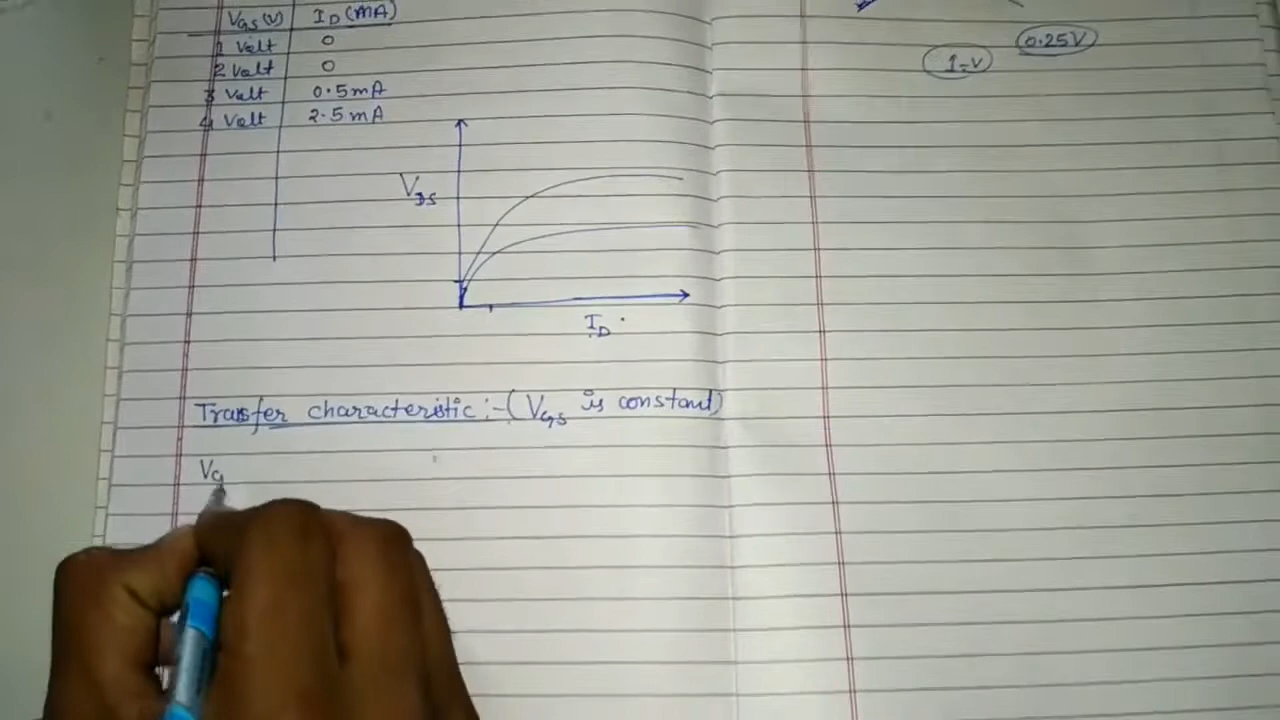 VGS(V) ID(MA)
1 Volt 0
2 Volt 0
3 Volt 0.5mA
4 Volt 2.5mA
0.25V
1-V
VDS
ID
Transfer characteristic :- (VGS is constant)
VG